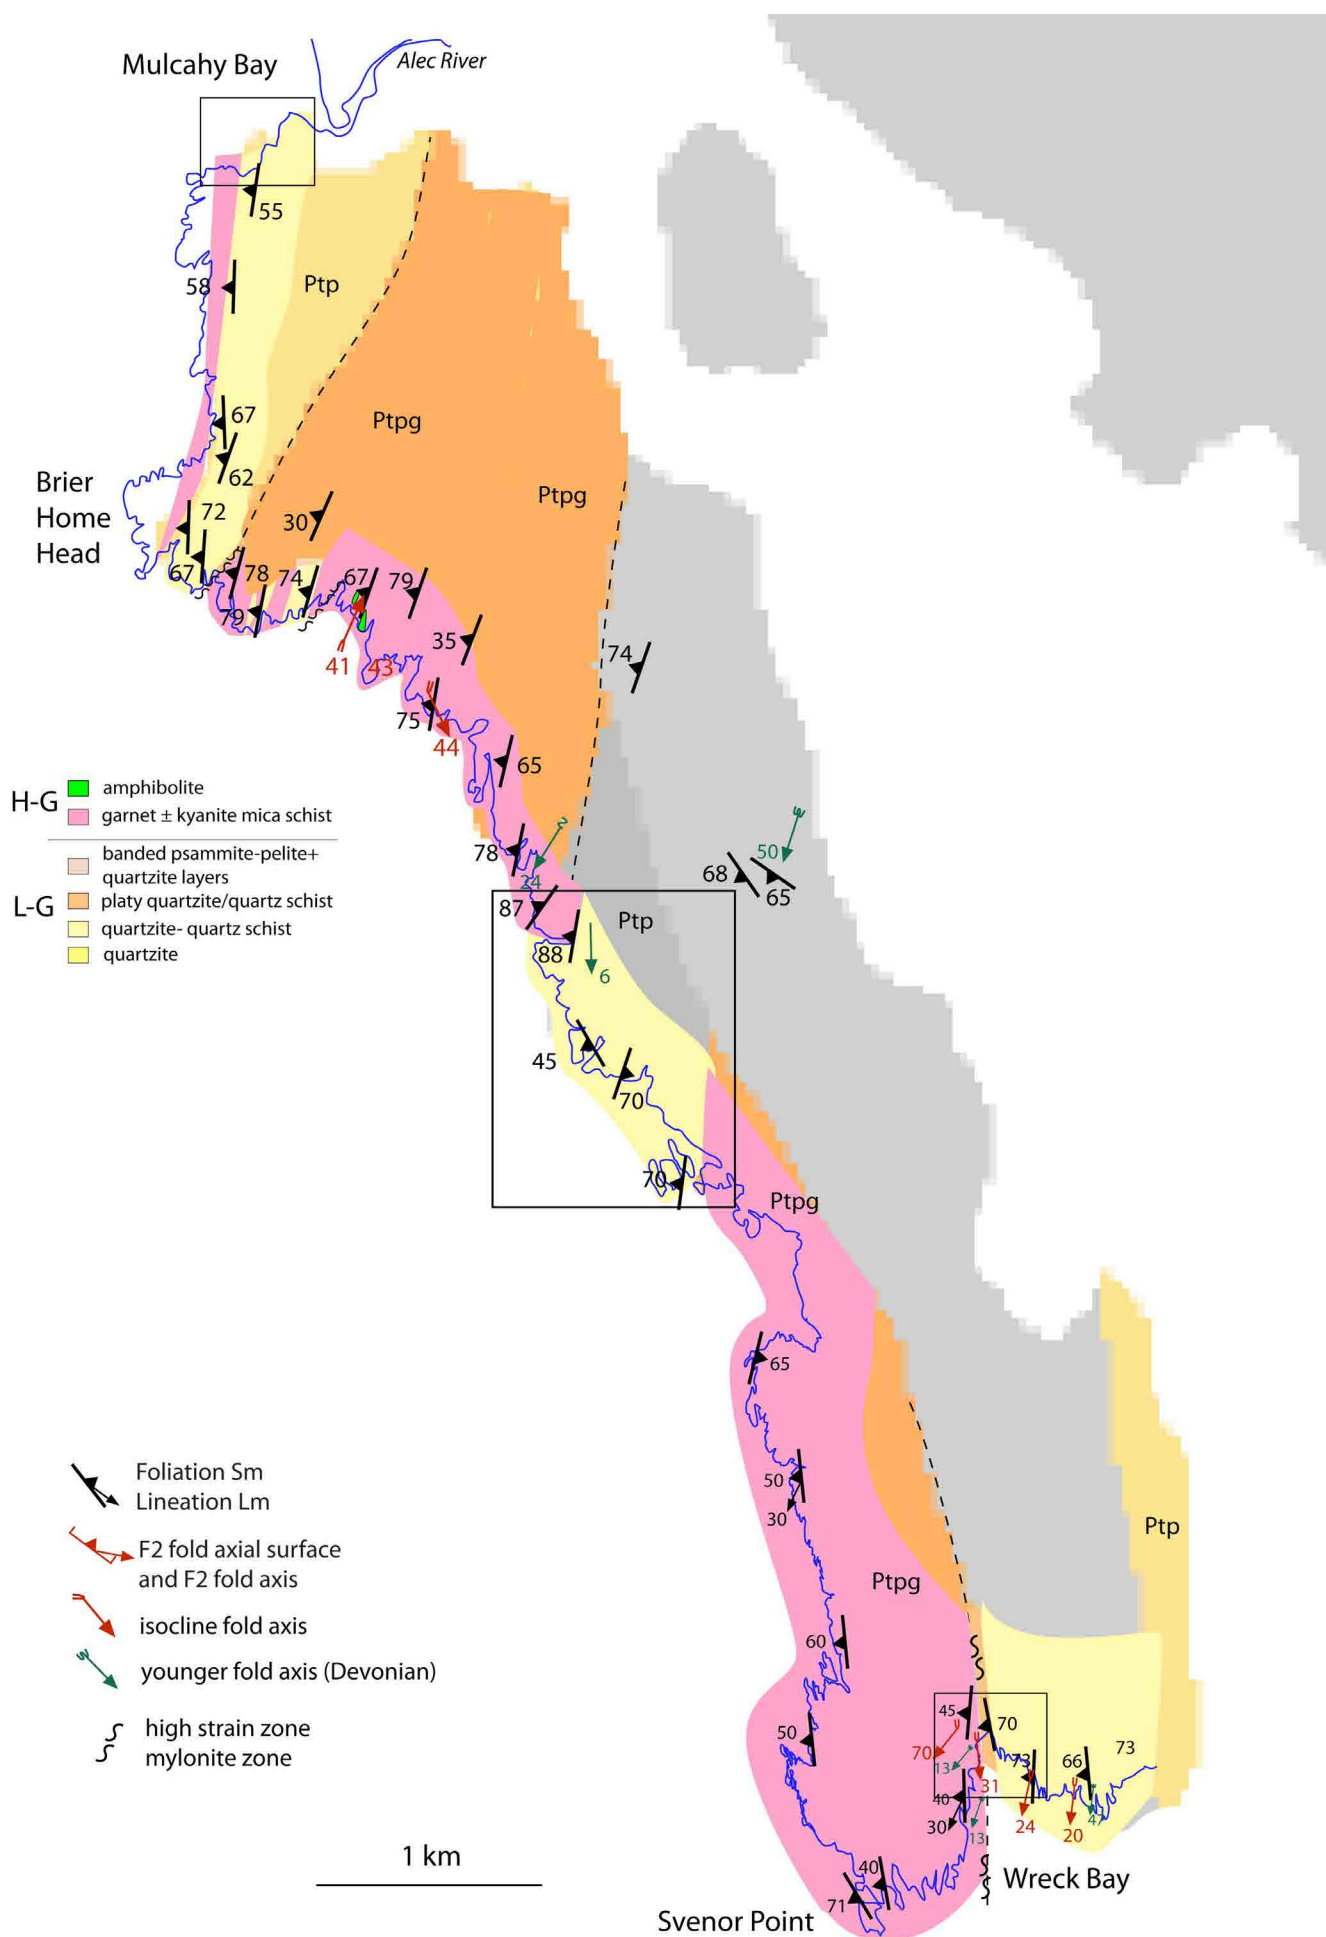 Mulcahy Bay
Alec River
55
58
Ptp
67
62
Ptpg
Brier
Home
Head
72
30
Ptpg
67
78
74
67
79
79
35
41
43
74
75
44
65
H-G
amphibolite
garnet ± kyanite mica schist
L-G
banded psammite-pelite+
quartzite layers
platy quartzite/quartz schist
quartzite- quartz schist
quartzite
78
24
50
68
65
87
Ptp
88
6
45
70
70
Ptpg
65
50
30
Foliation Sm
Lineation Lm
F2 fold axial surface
and F2 fold axis
isocline fold axis
younger fold axis (Devonian)
high strain zone
mylonite zone
Ptp
Ptpg
60
45
70
50
70
13
73
66
73
31
40
30
13
24
20
47
1 km
40
71
Wreck Bay
Svenor Point